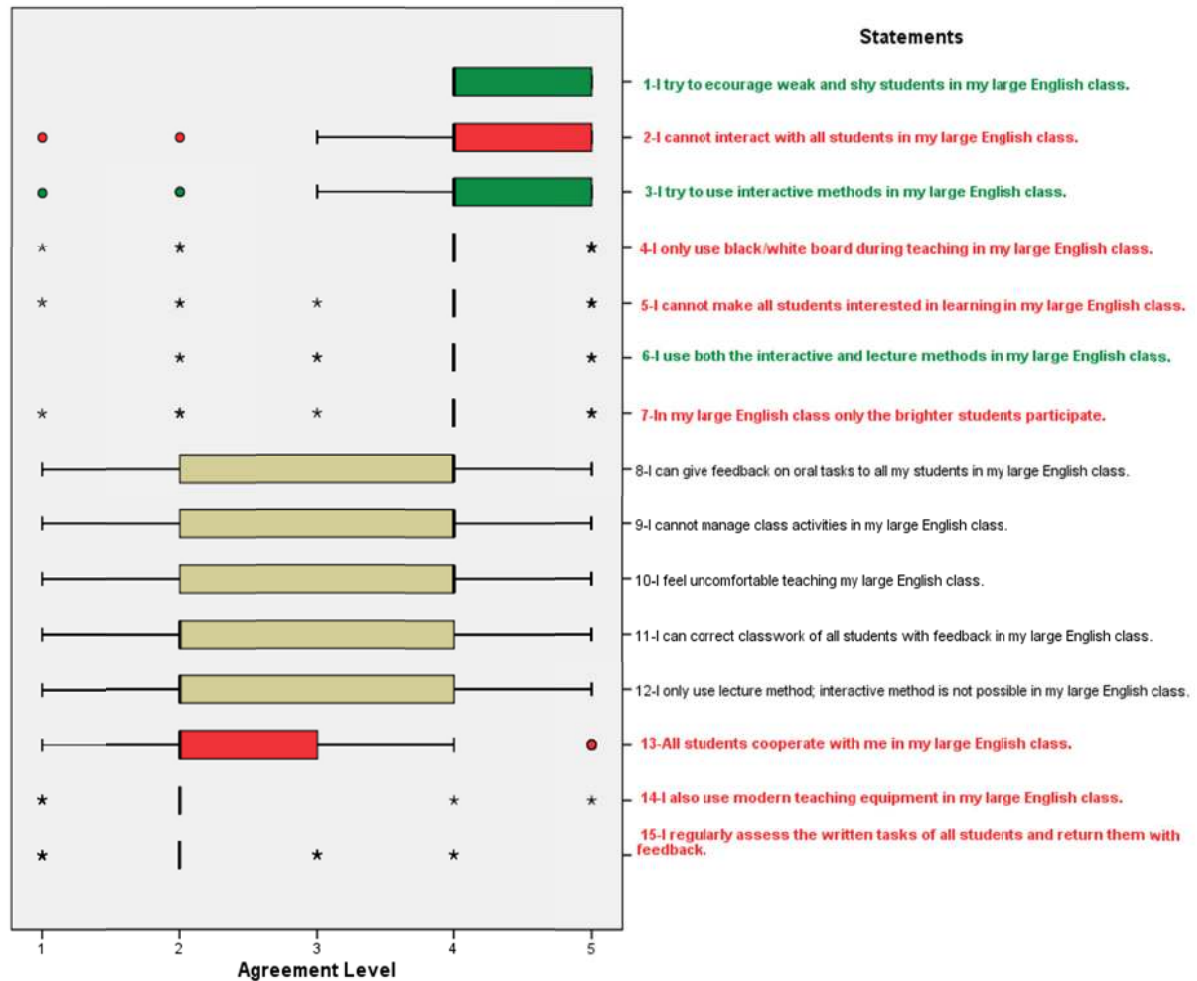 Statements
1-I try to ecourage weak and shy students in my large English class.
2-I cannot interact with all students in my large English class.
3-I try to use interactive methods in my large English class.
4-I only use black/white board during teaching in my large English class.
5-I cannot make all students interested in learning in my large English class.
6-I use both the interactive and lecture methods in my large English class.
7-In my large English class only the brighter students participate.
8-I can give feedback on oral tasks to all my students in my large English class.
9-I cannot manage class activities in my large English class.
10-I feel uncomfortable teaching my large English class.
11-I can correct classwork of all students with feedback in my large English class.
12-I only use lecture method; interactive method is not possible in my large English class.
13-All students cooperate with me in my large English class.
14-I also use modern teaching equipment in my large English class.
15-I regularly assess the written tasks of all students and return them with
feedback.
1 2 3 4 5
Agreement Level